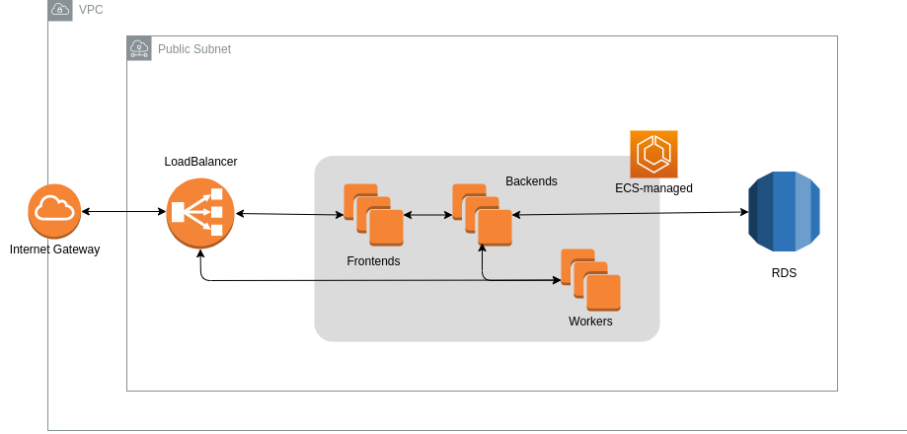 VPC
Public Subnet
LoadBalancer
Backends
ECS-managed
Internet Gateway
Frontends
RDS
Workers